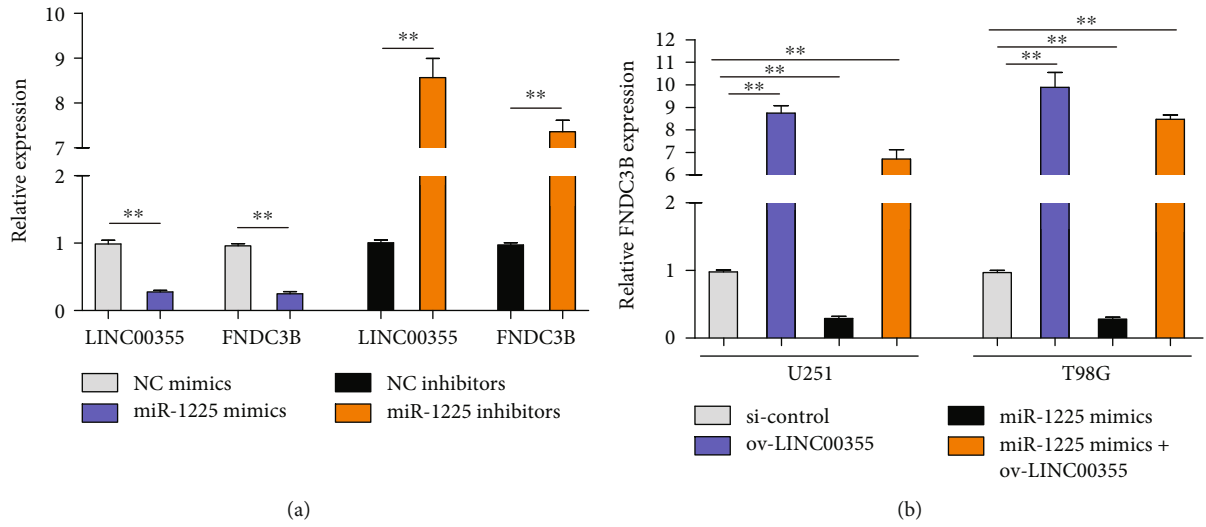 Relative expression
10
9
8
7
2
1
0
**
**
**
**
LINC00355
FNDC3B
LINC00355
FNDC3B
NC mimics
miR-1225 mimics
NC inhibitors
miR-1225 inhibitors
(a)
Relative FNDC3B expression
12
11
10
9
8
7
6
2
1
0
**
**
**
**
**
**
U251
T98G
si-control
ov-LINC00355
miR-1225 mimics
miR-1225 mimics +
ov-LINC00355
(b)